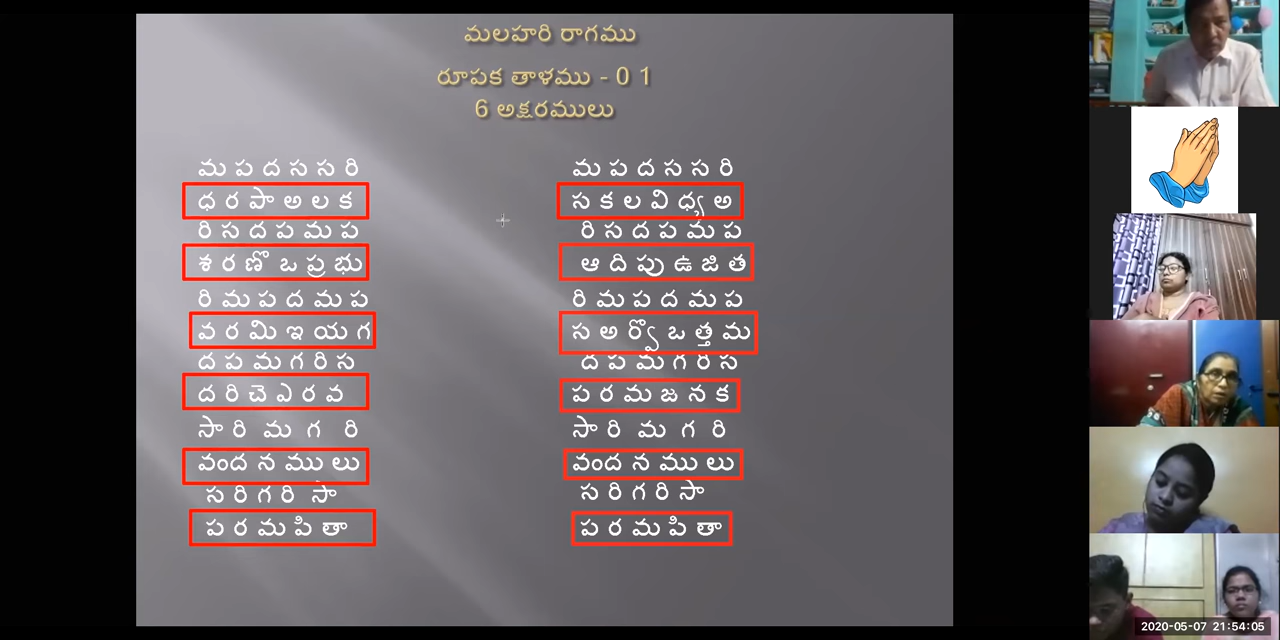 మలహరి రాగము
రూపక తాళము - 0 1
6 అక్షరములు
మ ప ద స స రి
ధ ర పా అ ల క
రి స ద ప మ ప
శ ర ణొ ఒ ప్ర భు
రి మ ప ద మ ప
వ ర మి ఇ య గ
ద ప మ గ రి స
ద రి చె ఎ ర వ
సా రి మ గ రి
వంద న ము లు
స రి గ రి సా
ప ర మ పి తా
మ ప ద స స రి
స క ల వి ధ్య అ
రి స ద ప మ ప
ఆ ది పు ఉ జి త
రి మ ప ద మ ప
స అ ర్వొ ఒ త్త మ
ద ప మ గ రి స
ప ర మ జ న క
సా రి మ గ రి
వంద న ము లు
స రి గ రి సా
ప ర మ పి తా
2020-05-07 21:54:05